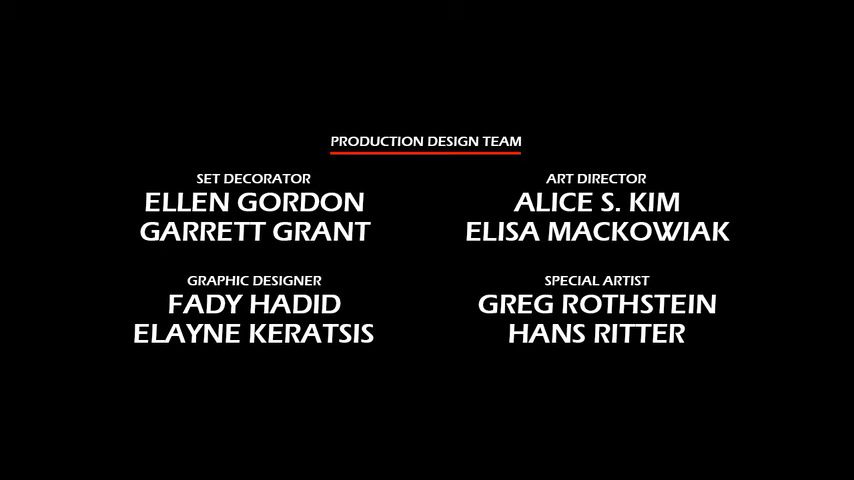 PRODUCTION DESIGN TEAM
SET DECORATOR
ELLEN GORDON
GARRETT GRANT
ART DIRECTOR
ALICE S. KIM
ELISA MACKOWIAK
GRAPHIC DESIGNER
FADY HADID
ELAYNE KERATSIS
SPECIAL ARTIST
GREG ROTHSTEIN
HANS RITTER